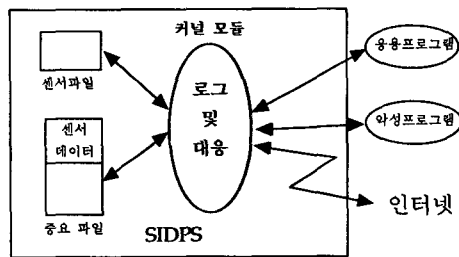 커널 모듈
센서파일
센서
데이터
중요 파일
로그
및
대응
SIDPS
응용프로그램
악성프로그램
인터넷